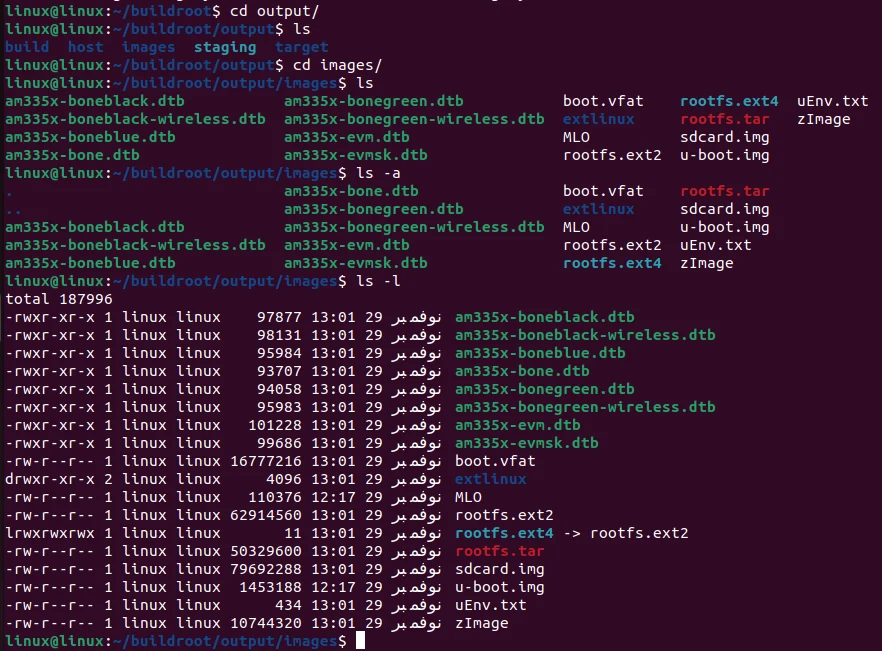 linux@linux:~/buildroot$ cd output/
linux@linux:~/buildroot/output$ ls
build host images staging target
linux@linux:~/buildroot/output$ cd images/
linux@linux:~/buildroot/output/images$ ls
am335x-boneblack.dtb am335x-bonegreen.dtb boot.vfat rootfs.ext4 uEnv.txt
am335x-boneblack-wireless.dtb am335x-bonegreen-wireless.dtb extlinux rootfs.tar zImage
am335x-boneblue.dtb am335x-evm.dtb MLO sdcard.img
am335x-bone.dtb am335x-evmsk.dtb rootfs.ext2 u-boot.img
linux@linux:~/buildroot/output/images$ ls -a
. am335x-bone.dtb boot.vfat rootfs.tar
.. am335x-bonegreen.dtb extlinux sdcard.img
am335x-boneblack.dtb am335x-bonegreen-wireless.dtb MLO u-boot.img
am335x-boneblack-wireless.dtb am335x-evm.dtb rootfs.ext2 uEnv.txt
am335x-boneblue.dtb am335x-evmsk.dtb rootfs.ext4 zImage
linux@linux:~/buildroot/output/images$ ls -l
total 187996
-rwxr-xr-x 1 linux linux 97877 13:01 29 نوفمبر am335x-boneblack.dtb
-rwxr-xr-x 1 linux linux 98131 13:01 29 نوفمبر am335x-boneblack-wireless.dtb
-rwxr-xr-x 1 linux linux 95984 13:01 29 نوفمبر am335x-boneblue.dtb
-rwxr-xr-x 1 linux linux 93707 13:01 29 نوفمبر am335x-bone.dtb
-rwxr-xr-x 1 linux linux 94058 13:01 29 نوفمبر am335x-bonegreen.dtb
-rwxr-xr-x 1 linux linux 95983 13:01 29 نوفمبر am335x-bonegreen-wireless.dtb
-rwxr-xr-x 1 linux linux 101228 13:01 29 نوفمبر am335x-evm.dtb
-rwxr-xr-x 1 linux linux 99686 13:01 29 نوفمبر am335x-evmsk.dtb
-rw-r--r-- 1 linux linux 16777216 13:01 29 نوفمبر boot.vfat
drwxr-xr-x 2 linux linux 4096 13:01 29 نوفمبر extlinux
-rw-r--r-- 1 linux linux 110376 12:17 29 نوفمبر MLO
-rw-r--r-- 1 linux linux 62914560 13:01 29 نوفمبر rootfs.ext2
lrwxrwxrwx 1 linux linux 11 13:01 29 نوفمبر rootfs.ext4 -> rootfs.ext2
-rw-r--r-- 1 linux linux 50329600 13:01 29 نوفمبر rootfs.tar
-rw-r--r-- 1 linux linux 79692288 13:01 29 نوفمبر sdcard.img
-rw-r--r-- 1 linux linux 1453188 12:17 29 نوفمبر u-boot.img
-rw-r--r-- 1 linux linux 434 13:01 29 نوفمبر uEnv.txt
-rw-r--r-- 1 linux linux 10744320 13:01 29 نوفمبر zImage
linux@linux:~/buildroot/output/images$